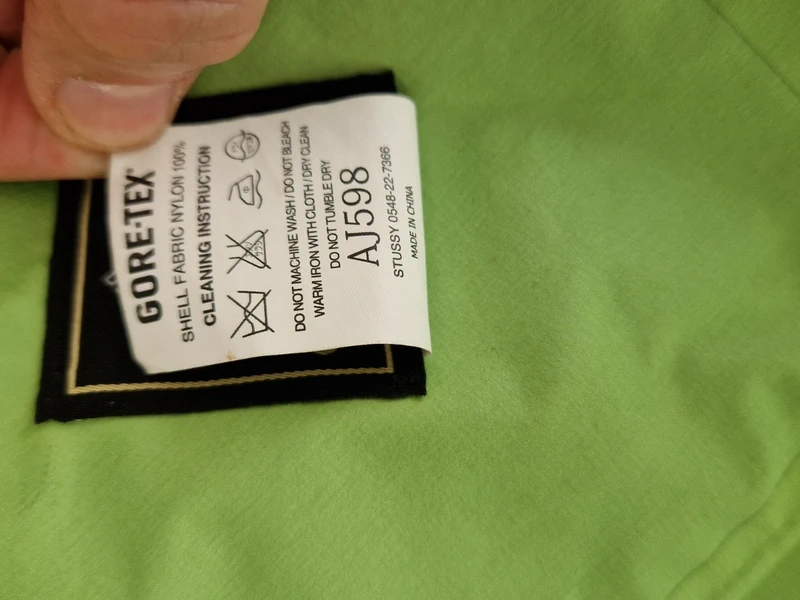 GORE-TEX®
SHELL FABRIC NYLON 100%
CLEANING INSTRUCTION
DO NOT MACHINE WASH / DO NOT BLEACH
WARM IRON WITH CLOTH / DRY CLEAN
DO NOT TUMBLE DRY
AJ598
STUSSY 0548-22-7366
MADE IN CHINA